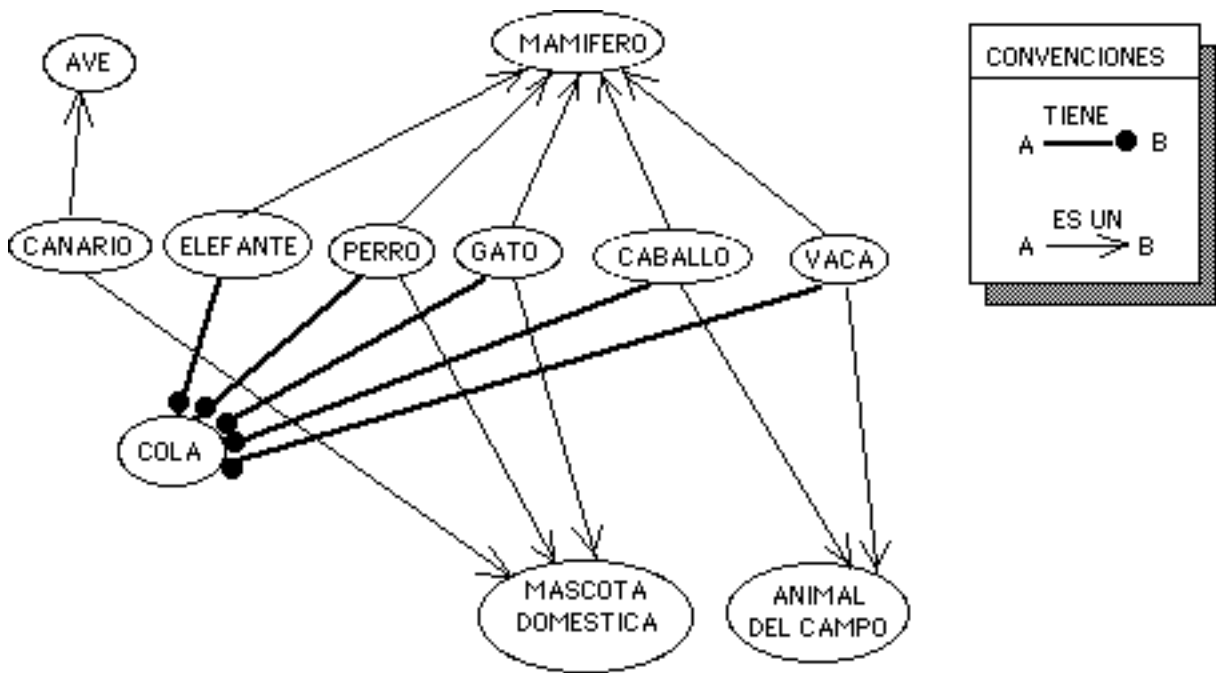 MAMIFERO
AVE
CONVENCIONES
TIENE
A B
ES UN
A B
CANARIO
ELEFANTE
PERRO
GATO
CABALLO
VACA
COLA
MASCOTA
DOMESTICA
ANIMAL
DEL CAMPO